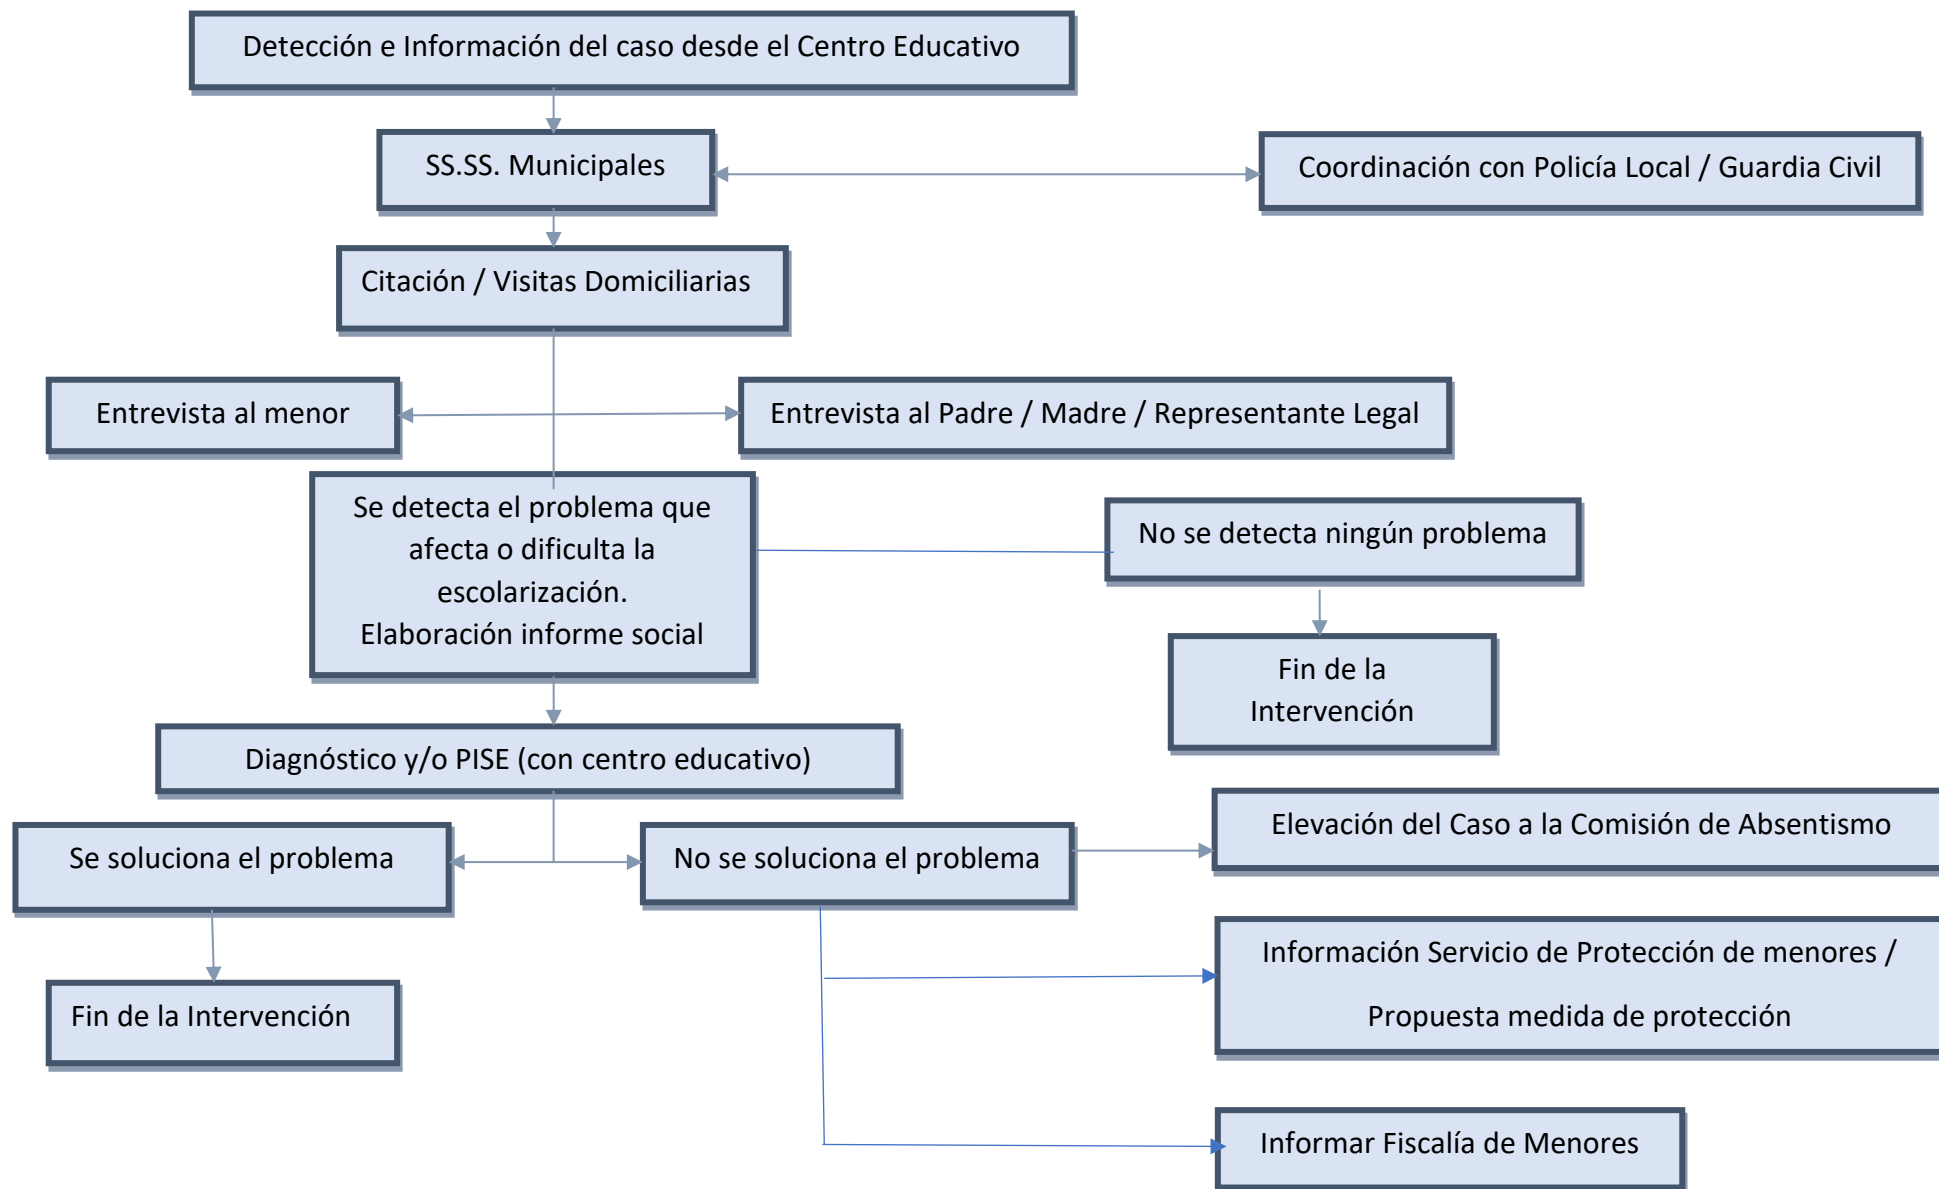 Detección e Información del caso desde el Centro Educativo
SS.SS. Municipales
Coordinación con Policía Local / Guardia Civil
Citación / Visitas Domiciliarias
Entrevista al menor
Entrevista al Padre / Madre / Representante Legal
Se detecta el problema que
afecta o dificulta la
escolarización.
Elaboración informe social
No se detecta ningún problema
Fin de la
Intervención
Diagnóstico y/o PISE (con centro educativo)
Se soluciona el problema
No se soluciona el problema
Elevación del Caso a la Comisión de Absentismo
Información Servicio de Protección de menores /
Propuesta medida de protección
Fin de la Intervención
Informar Fiscalía de Menores